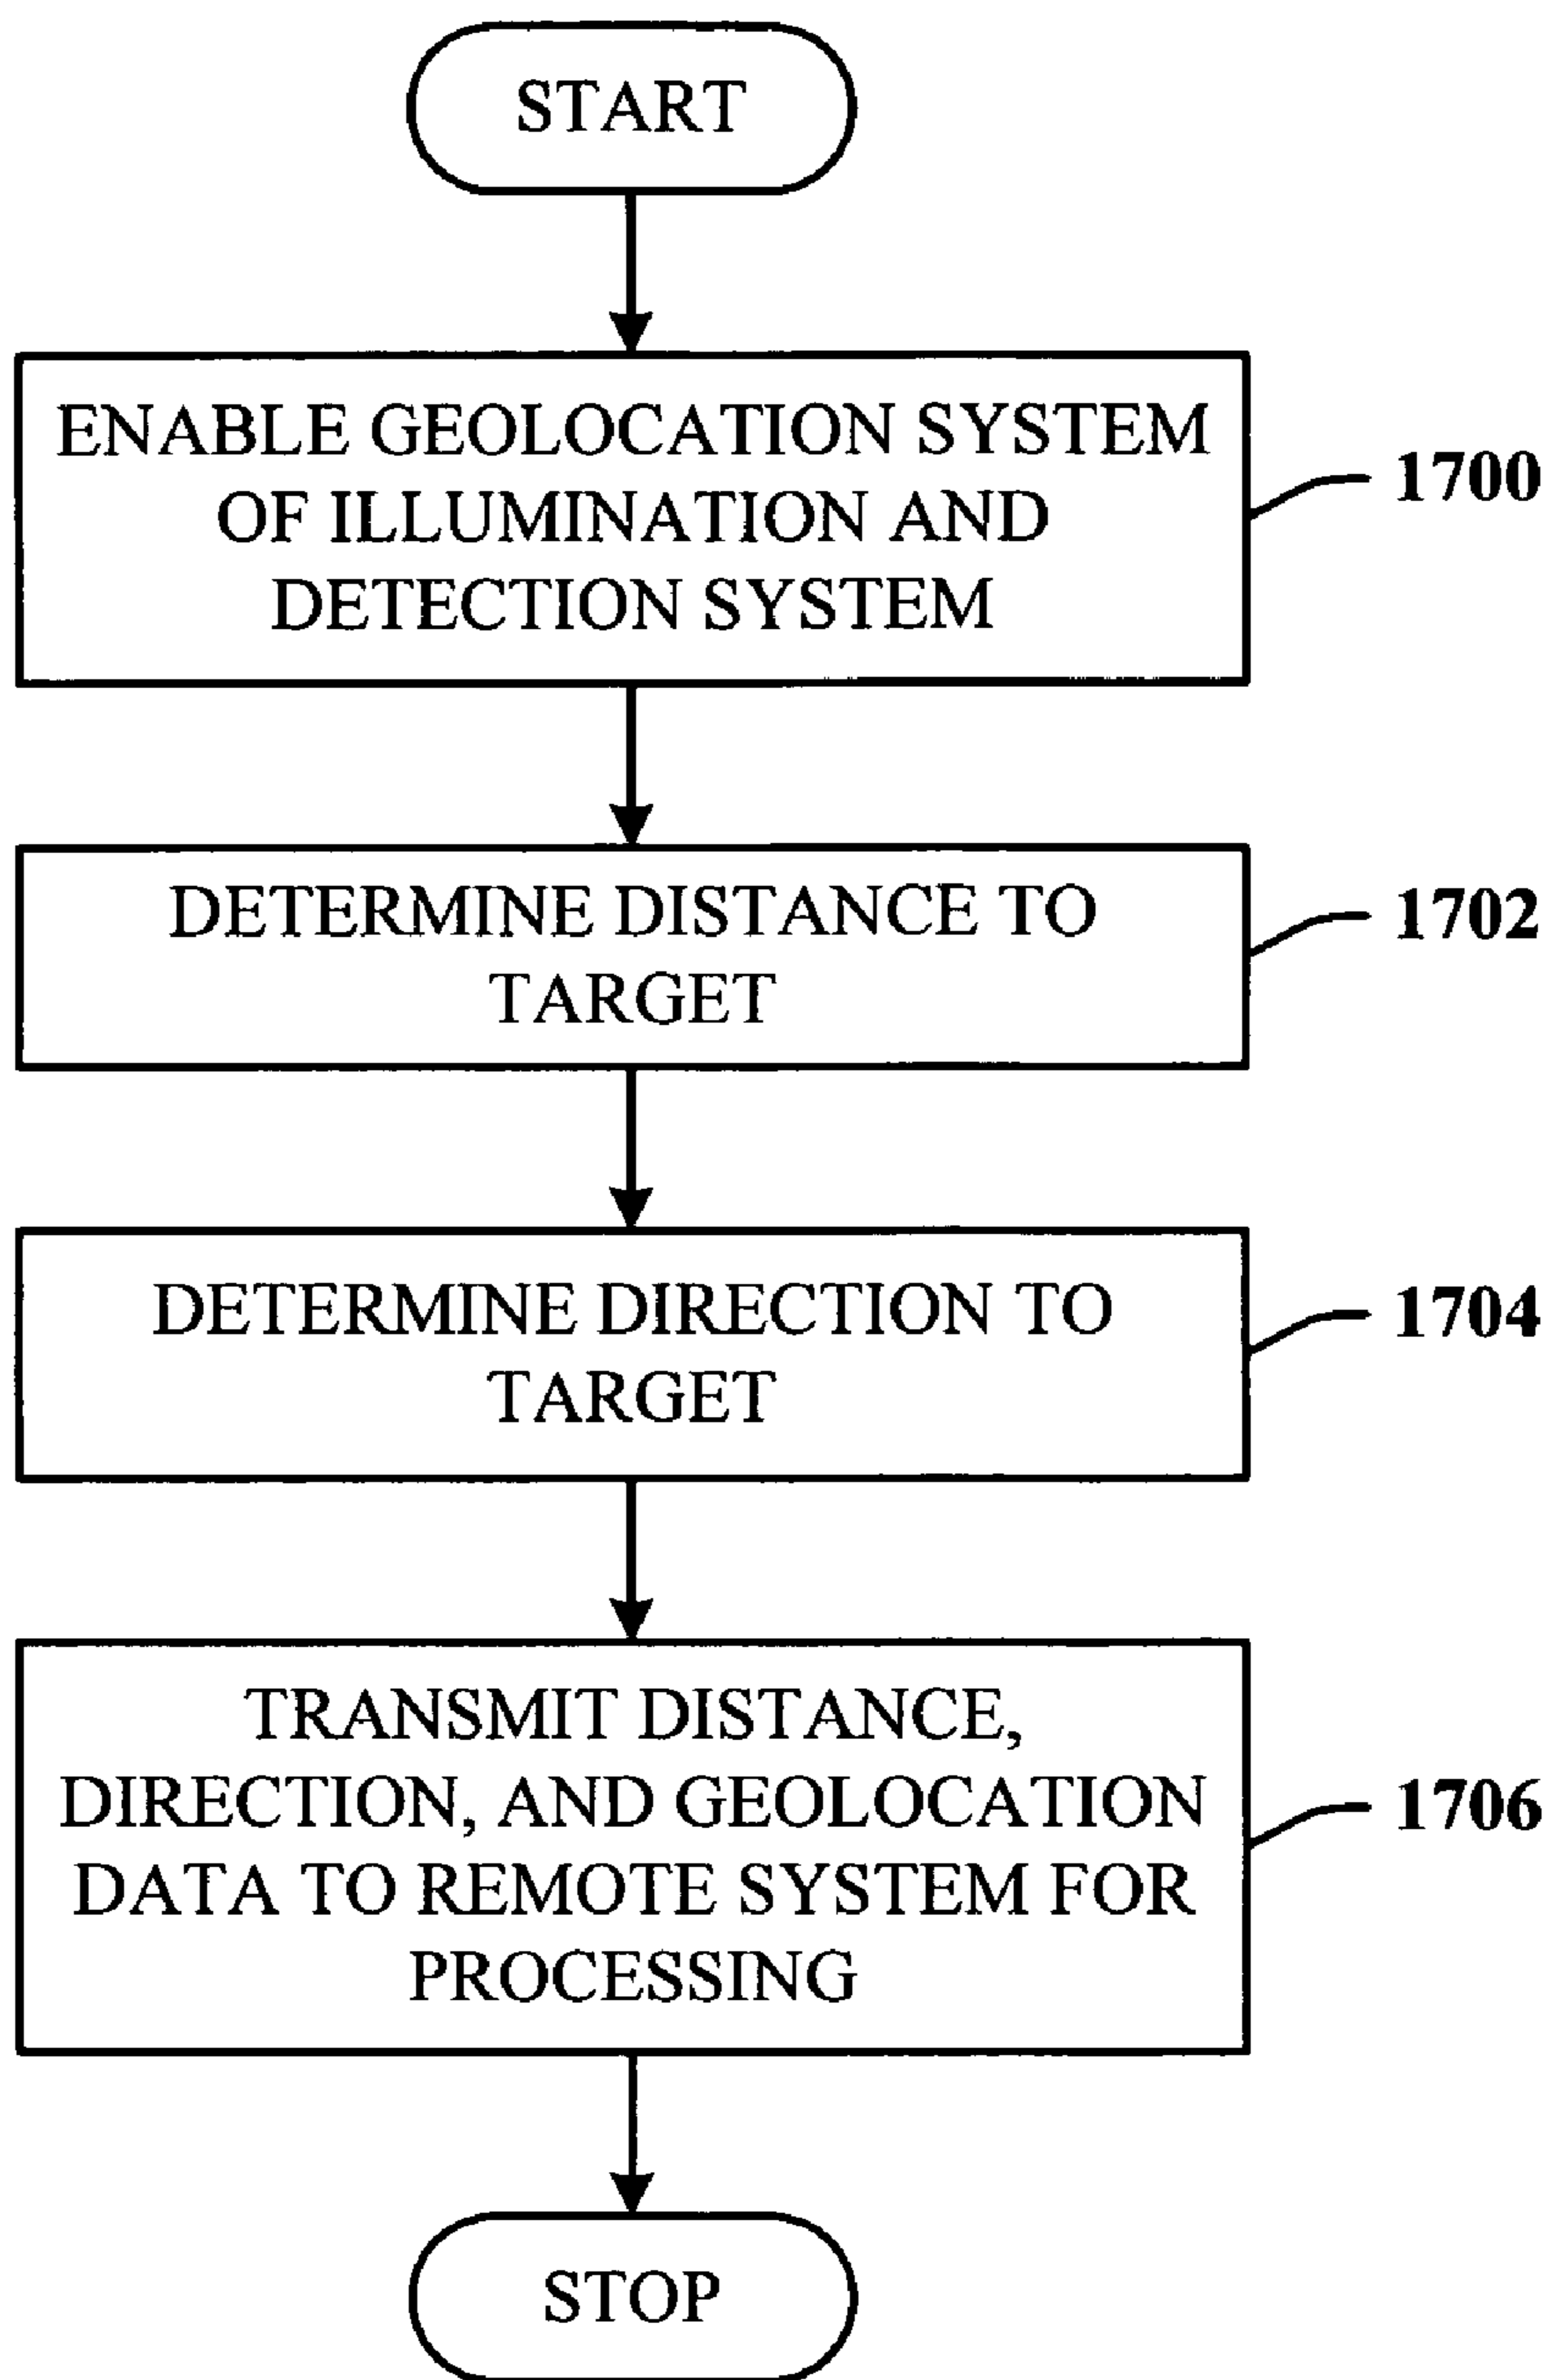 START
ENABLE GEOLOCATION SYSTEM
OF ILLUMINATION AND
DETECTION SYSTEM
1700
DETERMINE DISTANCE TO
TARGET
1702
DETERMINE DIRECTION TO
TARGET
1704
TRANSMIT DISTANCE,
DIRECTION, AND GEOLOCATION
DATA TO REMOTE SYSTEM FOR
PROCESSING
1706
STOP